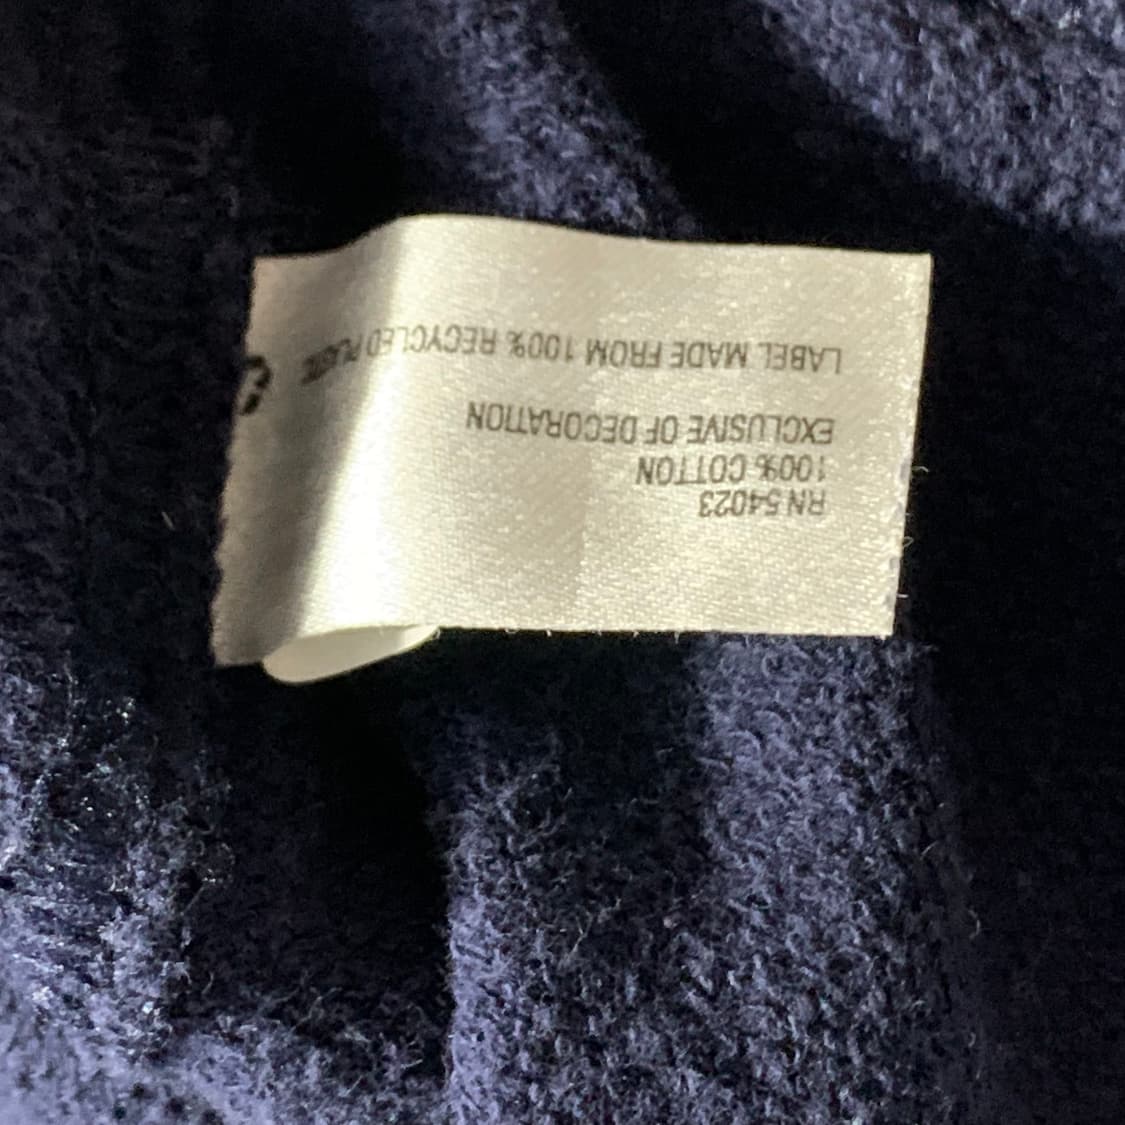 RN 54023
100% COTTON
EXCLUSIVE OF DECORATION
LABEL MADE FROM 100% RECYCLED